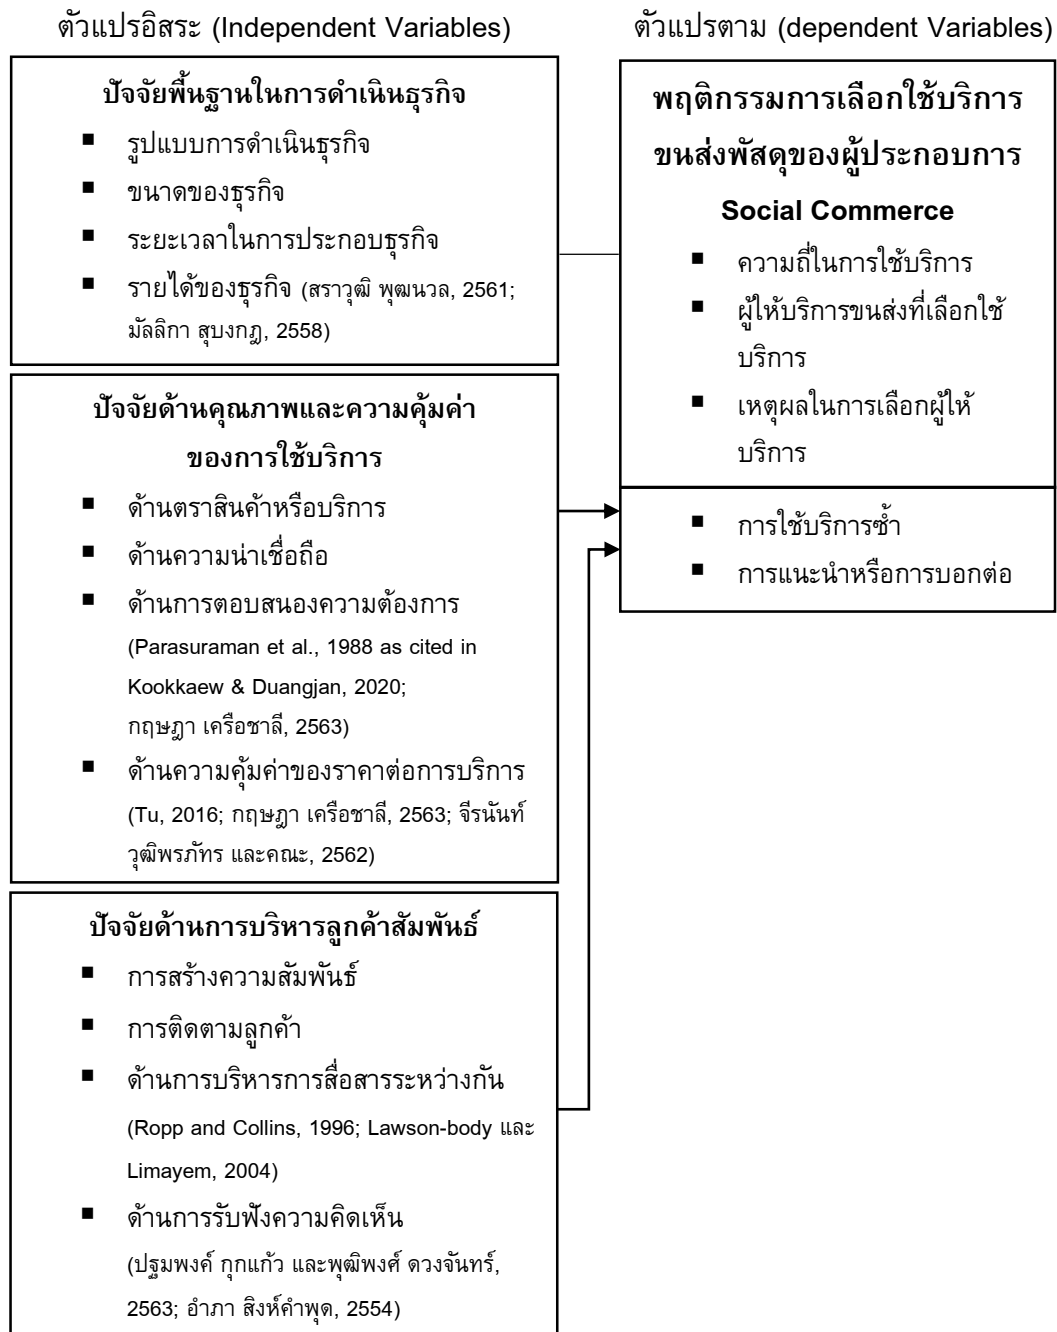 ตัวแปรอิสระ (Independent Variables)
ปัจจัยพื้นฐานในการดำเนินธุรกิจ
▪ รูปแบบการดำเนินธุรกิจ
▪ ขนาดของธุรกิจ
▪ ระยะเวลาในการประกอบธุรกิจ
▪ รายได้ของธุรกิจ (สราวุฒิ พุฒนวล, 2561;
มัลลิกา สุบงกฎ, 2558)
ปัจจัยด้านคุณภาพและความคุ้มค่า
ของการใช้บริการ
▪ ด้านตราสินค้าหรือบริการ
▪ ด้านความน่าเชื่อถือ
▪ ด้านการตอบสนองความต้องการ
(Parasuraman et al., 1988 as cited in
Kookkaew & Duangjan, 2020;
กฤษฎา เครือชาลี, 2563)
▪ ด้านความคุ้มค่าของราคาต่อการบริการ
(Tu, 2016; กฤษฎา เครือชาลี, 2563; จีรนันท์
วุฒิพรภัทร และคณะ, 2562)
ปัจจัยด้านการบริหารลูกค้าสัมพันธ์
▪ การสร้างความสัมพันธ์
▪ การติดตามลูกค้า
▪ ด้านการบริหารการสื่อสารระหว่างกัน
(Ropp and Collins, 1996; Lawson-body และ
Limayem, 2004)
▪ ด้านการรับฟังความคิดเห็น
(ปฐมพงค์ กุกแก้ว และพุฒิพงศ์ ดวงจันทร์,
2563; อำภา สิงห์คำพุด, 2554)
ตัวแปรตาม (dependent Variables)
พฤติกรรมการเลือกใช้บริการ
ขนส่งพัสดุของผู้ประกอบการ
Social Commerce
▪ ความถี่ในการใช้บริการ
▪ ผู้ให้บริการขนส่งที่เลือกใช้
บริการ
▪ เหตุผลในการเลือกผู้ให้
บริการ
▪ การใช้บริการซ้ำ
▪ การแนะนำหรือการบอกต่อ